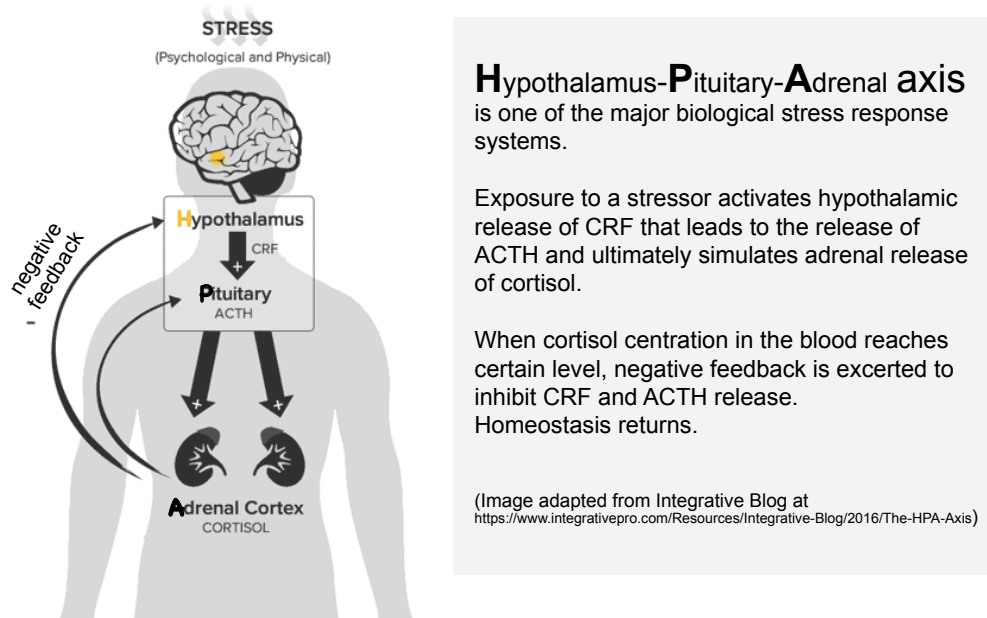 STRESS
(Psychological and Physical)
Hypothalamus
CRF
+
Pituitary
ACTH
+ +
Adrenal Cortex
CORTISOL
negative
feedback
-
Hypothalamus-Pituitary-Adrenal axis
is one of the major biological stress response
systems.
Exposure to a stressor activates hypothalamic
release of CRF that leads to the release of
ACTH and ultimately simulates adrenal release
of cortisol.
When cortisol centration in the blood reaches
certain level, negative feedback is excerted to
inhibit CRF and ACTH release.
Homeostasis returns.
(Image adapted from Integrative Blog at
https://www.integrativepro.com/Resources/Integrative-Blog/2016/The-HPA-Axis)